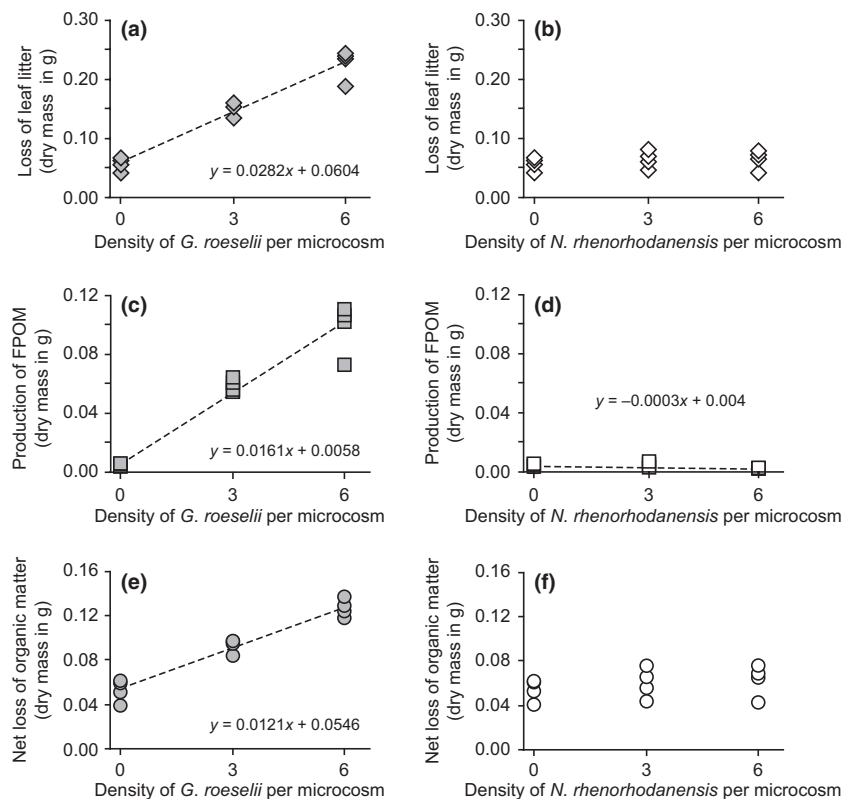 (a)
Loss of leaf litter
(dry mass in g)
0.30
0.20
0.10
0.00
y = 0.0282x + 0.0604
0 3 6
Density of G. roeselii per microcosm
(b)
Loss of leaf litter
(dry mass in g)
0.30
0.20
0.10
0.00
0 3 6
Density of N. rhenorhodanensis per microcosm
(c)
Production of FPOM
(dry mass in g)
0.12
0.08
0.04
0.00
y = 0.0161x + 0.0058
0 3 6
Density of G. roeselii per microcosm
(d)
Production of FPOM
(dry mass in g)
0.12
0.08
0.04
0.00
y = –0.0003x + 0.004
0 3 6
Density of N. rhenorhodanensis per microcosm
(e)
Net loss of organic matter
(dry mass in g)
0.16
0.12
0.08
0.04
0.00
y = 0.0121x + 0.0546
0 3 6
Density of G. roeselii per microcosm
(f)
Net loss of organic matter
(dry mass in g)
0.16
0.12
0.08
0.04
0.00
0 3 6
Density of N. rhenorhodanensis per microcosm